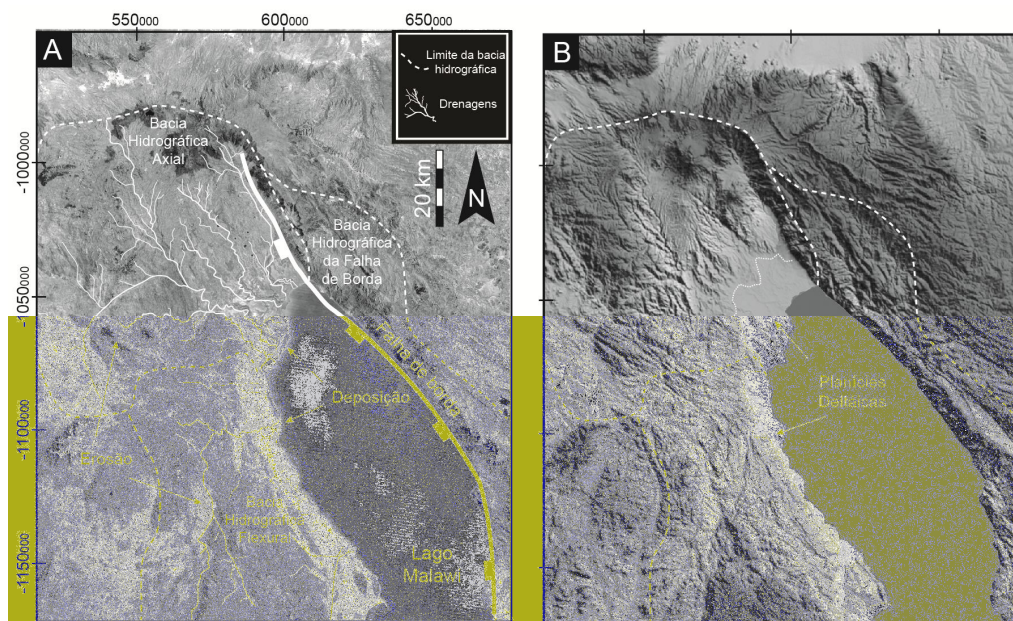 550000
600000
650000
A
B
Limite da bacia
hidrográfica
Drenagens
Bacia
Hidrográfica
Axial
-1000000
20 km
N
Bacia
Hidrográfica
da Falha
de Borda
-1050000
Falha de Borda
Deposição
Planícies
Deltaicas
-1100000
Erosão
Bacia
Hidrográfica
Flexural
Lago
Malawi
-1150000